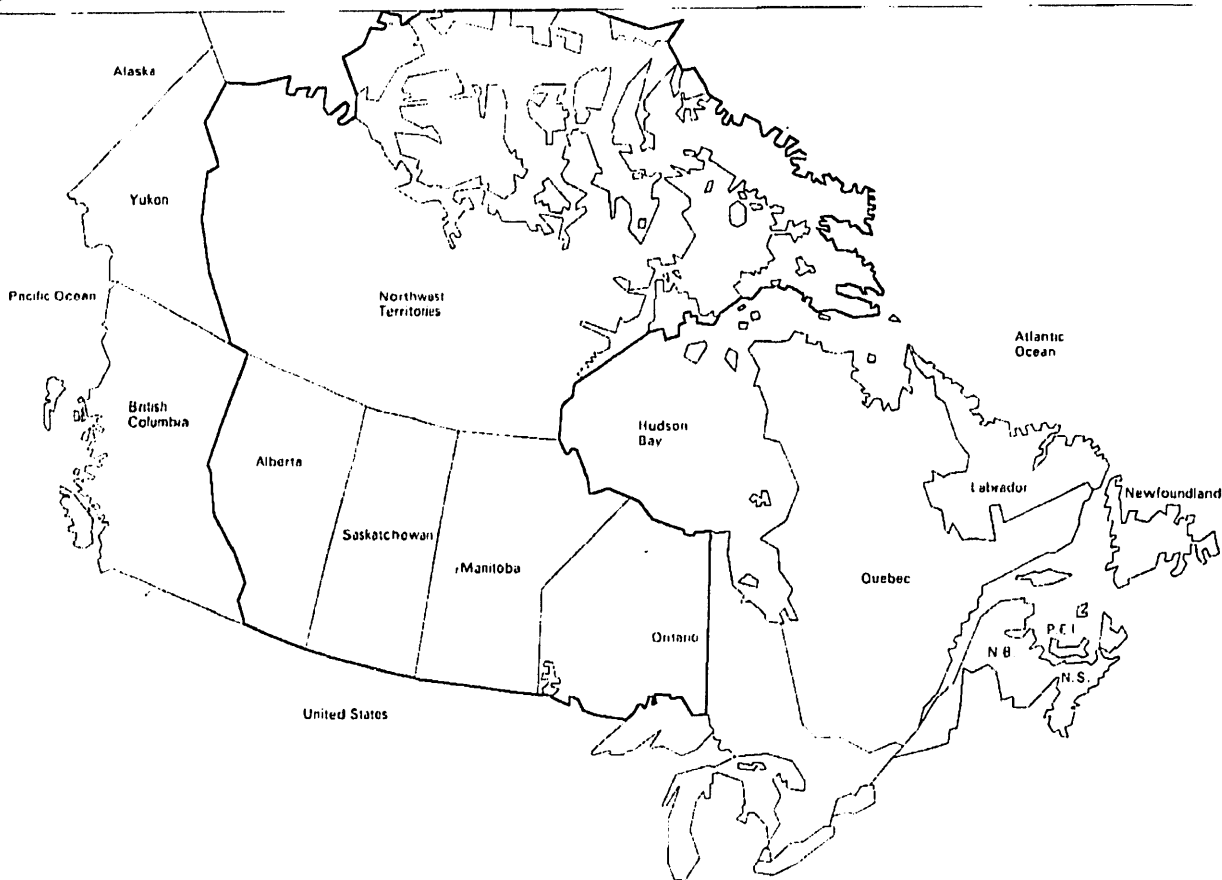 Alaska
Yukon
Pacific Ocean
Northwest
Territories
Atlantic
Ocean
British
Columbia
Hudson
Bay
Alberta
Labrador
Newfoundland
Saskatchewan
Manitoba
Quebec
Ontario
P.E.I.
N.B.
N.S.
United States